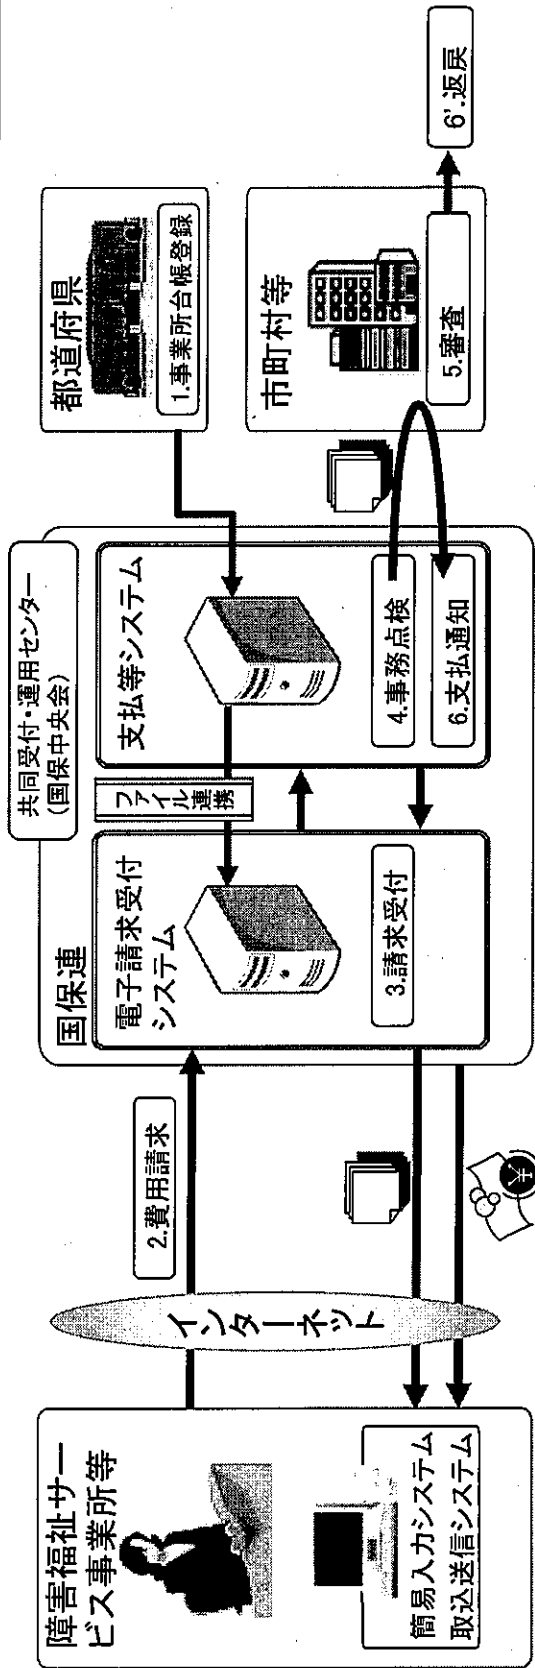 障害福祉サー
ビス事業所等
簡易入力システム
取込送信システム
インターネット
2.費用請求
共同受付・運用センター
(国保中央会)
国保連
電子請求受付
システム
3.請求受付
ファイル
連携
支払等システム
4.事務点検
6.支払通知
都道府県
1.事業所台帳登録
市町村等
5.審査
6'.返戻